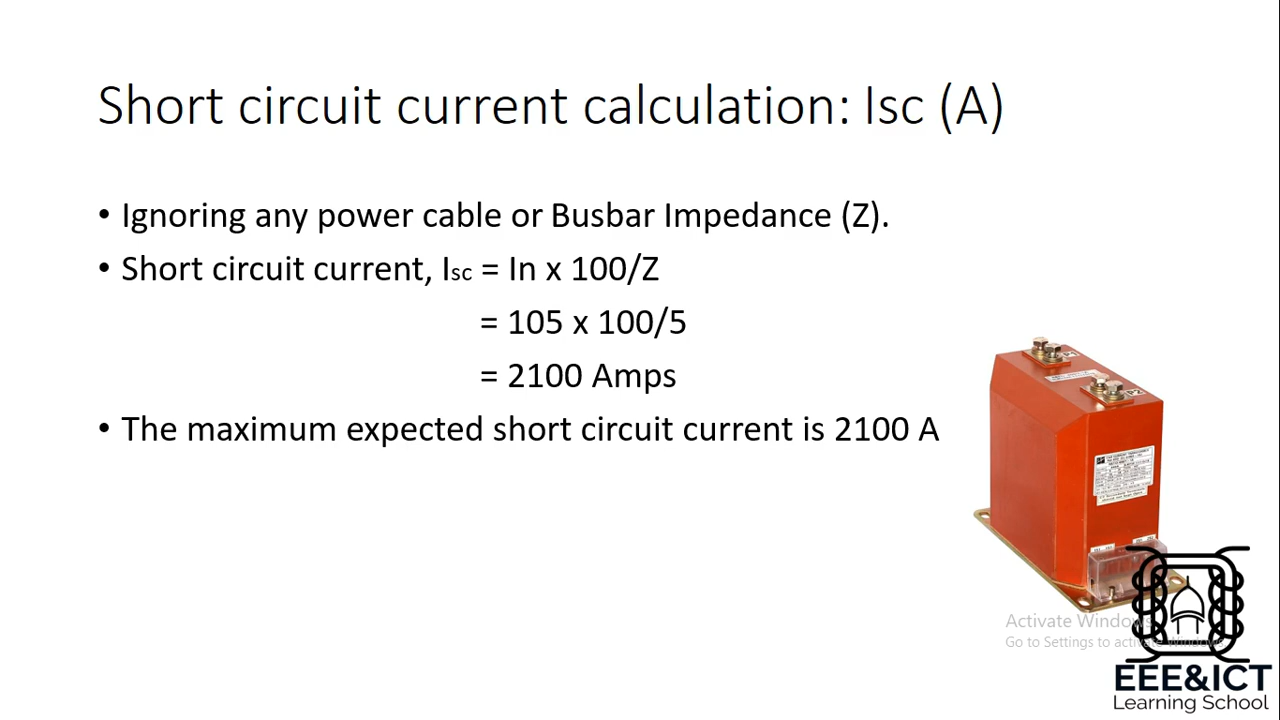 Short circuit current calculation: Isc (A)
• Ignoring any power cable or Busbar Impedance (Z).
• Short circuit current, Isc = In x 100/Z
= 105 x 100/5
= 2100 Amps
• The maximum expected short circuit current is 2100 A
Activate Windows
Go to Settings to activate Windows.
EEE&ICT
Learning School